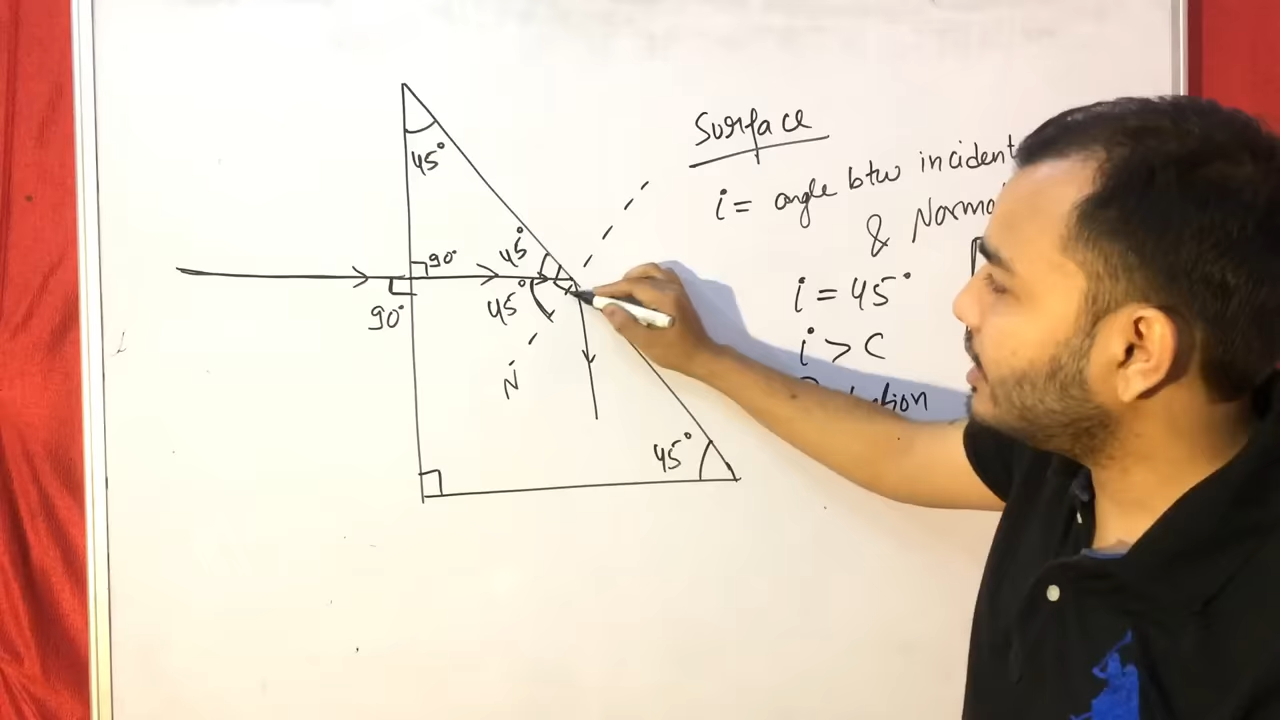 Surface
i = angle btw incident
& Norma
i = 45°
i > C
45°
90°
45°
90°
45°
N
45°